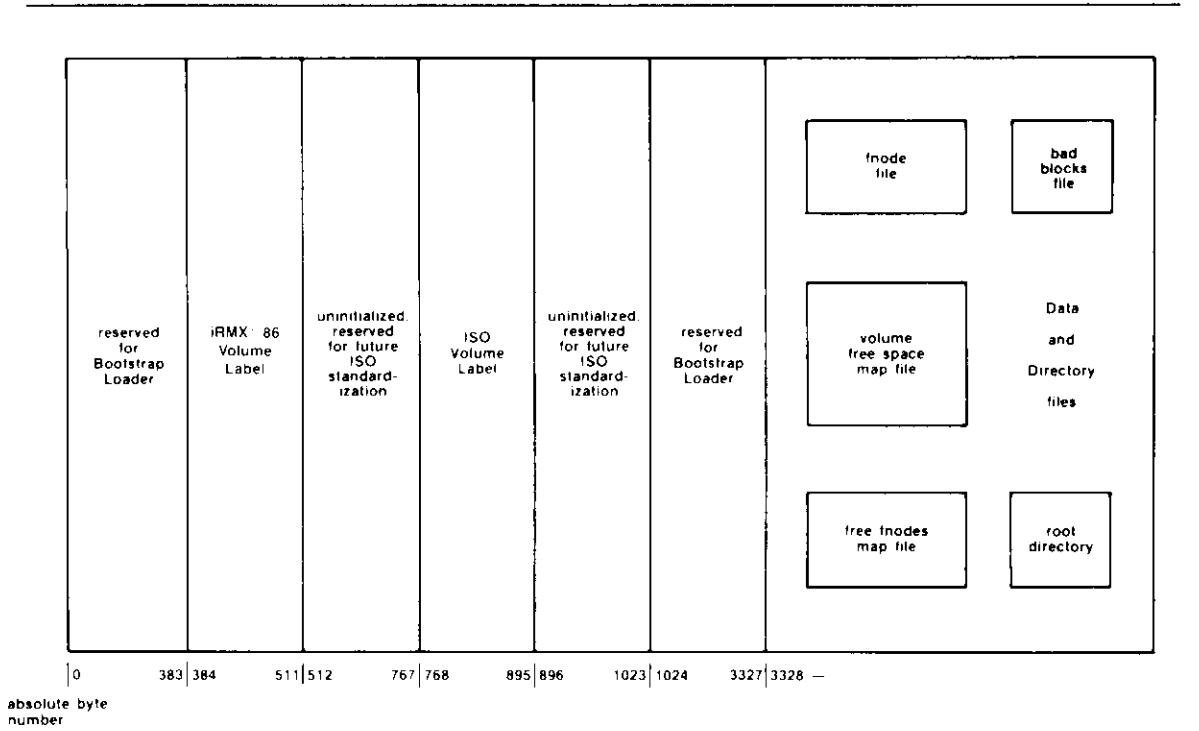 reserved
for
Bootstrap
Loader
iRMX 86
Volume
Label
uninitialized.
reserved
for future
ISO
standard-
ization
ISO
Volume
Label
uninitialized.
reserved
for future
ISO
standard-
ization
reserved
for
Bootstrap
Loader
fnode
file
bad
blocks
file
volume
free space
map file
Data
and
Directory
files
free fnodes
map file
root
directory
0 383 384 511 512 767 768 895 896 1023 1024 3327 3328 —
absolute byte
number